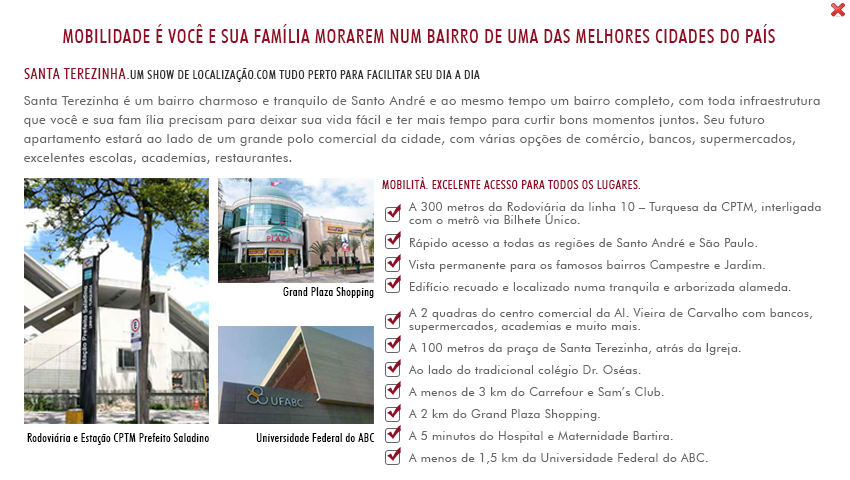 MOBILIDADE É VOCÊ E SUA FAMÍLIA MORAREM NUM BAIRRO DE UMA DAS MELHORES CIDADES DO PAÍS
SANTA TEREZINHA.UM SHOW DE LOCALIZAÇÃO.COM TUDO PERTO PARA FACILITAR SEU DIA A DIA
Santa Terezinha é um bairro charmoso e tranquilo de Santo André e ao mesmo tempo um bairro completo, com toda infraestrutura
que você e sua fam ília precisam para deixar sua vida fácil e ter mais tempo para curtir bons momentos juntos. Seu futuro
apartamento estará ao lado de um grande polo comercial da cidade, com várias opções de comércio, bancos, supermercados,
excelentes escolas, academias, restaurantes.
Estação Prefeito Saladino
Rodoviária e Estação CPTM Prefeito Saladino
PLAZA
Grand Plaza Shopping
UFABC
Universidade Federal do ABC
MOBILITÀ. EXCELENTE ACESSO PARA TODOS OS LUGARES.
A 300 metros da Rodoviária da linha 10 – Turquesa da CPTM, interligada
com o metrô via Bilhete Único.
Rápido acesso a todas as regiões de Santo André e São Paulo.
Vista permanente para os famosos bairros Campestre e Jardim.
Edifício recuado e localizado numa tranquila e arborizada alameda.
A 2 quadras do centro comercial da Al. Vieira de Carvalho com bancos,
supermercados, academias e muito mais.
A 100 metros da praça de Santa Terezinha, atrás da Igreja.
Ao lado do tradicional colégio Dr. Oséas.
A menos de 3 km do Carrefour e Sam's Club.
A 2 km do Grand Plaza Shopping.
A 5 minutos do Hospital e Maternidade Bartira.
A menos de 1,5 km da Universidade Federal do ABC.